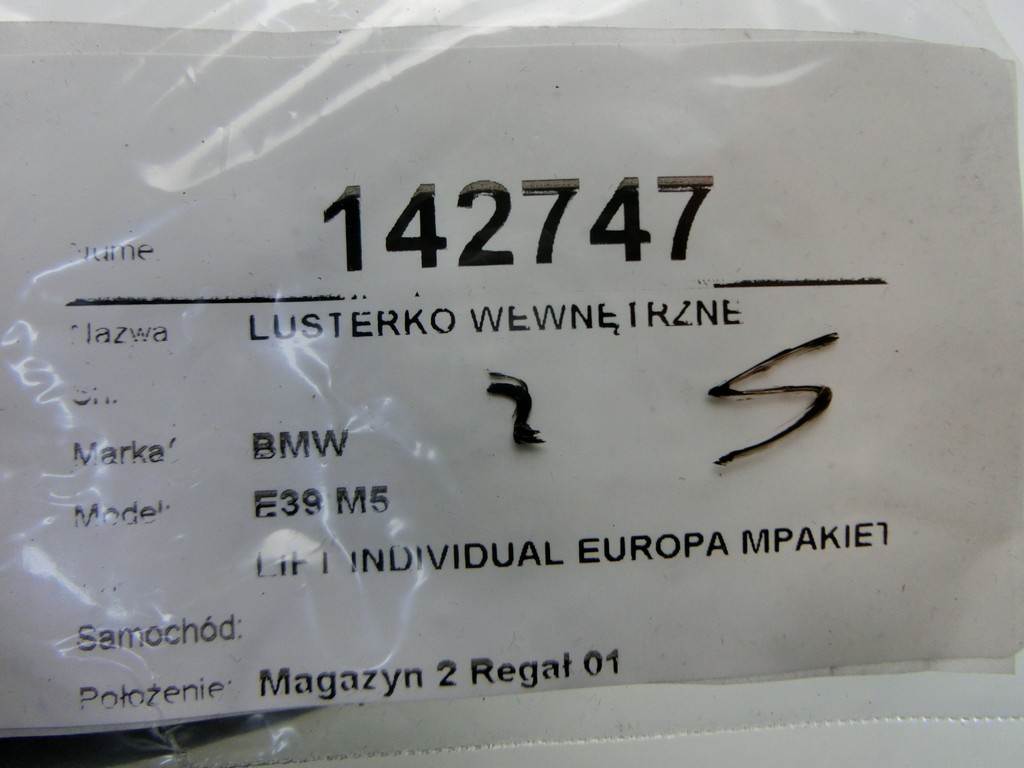 142747
Nazwa LUSTERKO WEWNĘTRZNE
Marka: BMW
Model: E39 M5
LIFT INDIVIDUAL EUROPA MPAKIET
Samochód:
Położenie: Magazyn 2 Regał 01